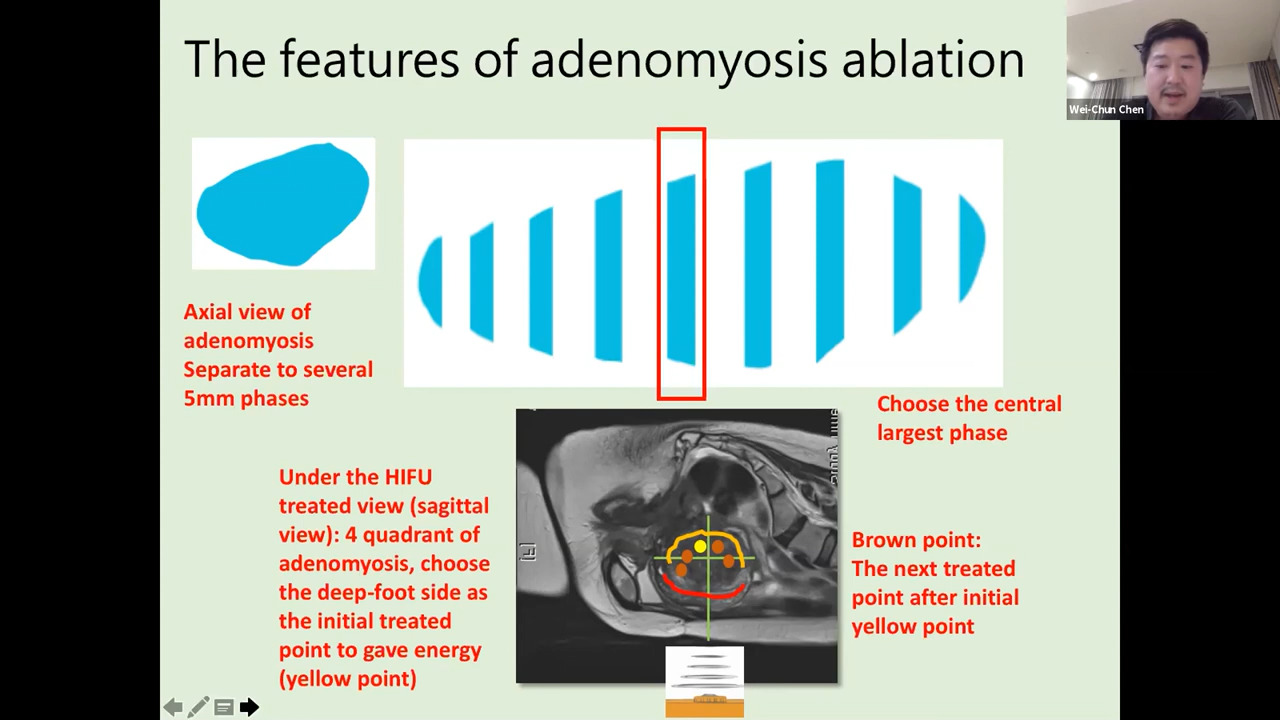 The features of adenomyosis ablation
Wei-Chun Chen
Axial view of
adenomyosis
Separate to several
5mm phases
Choose the central
largest phase
Under the HIFU
treated view (sagittal
view): 4 quadrant of
adenomyosis, choose
the deep-foot side as
the initial treated
point to gave energy
(yellow point)
Brown point:
The next treated
point after initial
yellow point